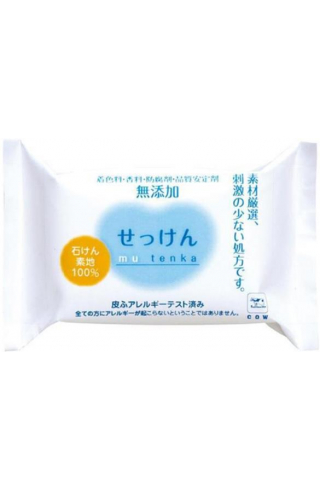 着色料・香料・防腐剤・品質安定剤
無添加
せっけん
mu tenka
石けん
素地
100%
素材厳選、
刺激の少ない処方です。
皮ふアレルギーテスト済み
全ての方にアレルギーが起こらないということではありません。
COW